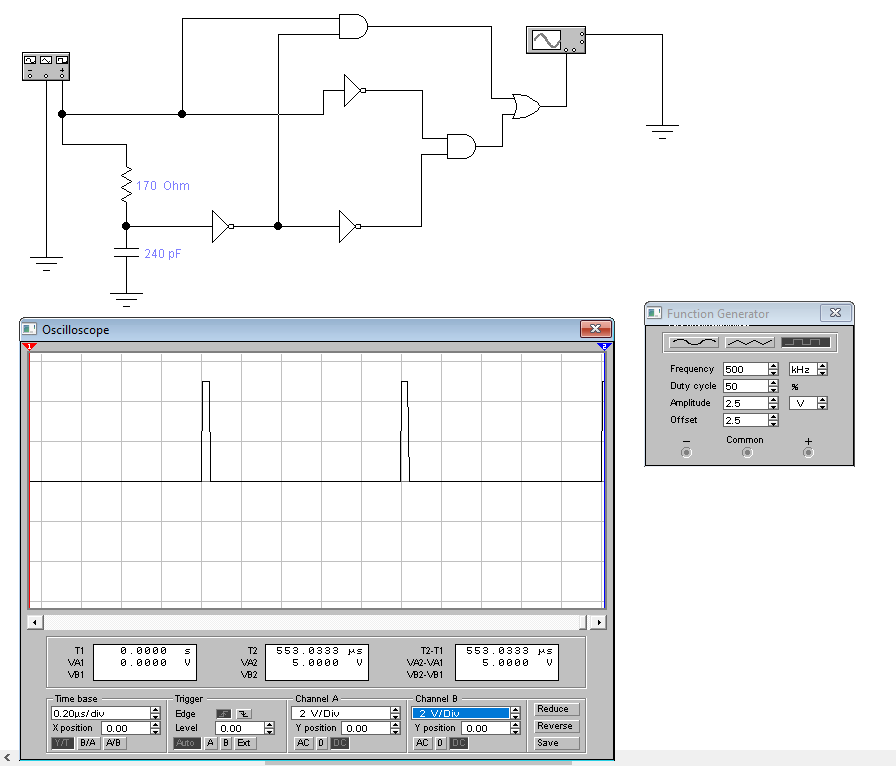 170 Ohm
240 pF
Oscilloscope
1
2
T1 0.0000 s
VA1 0.0000 V
VB1
T2 553.0333 µs
VA2 5.0000 V
VB2
T2-T1 553.0333 µs
VA2-VA1 5.0000 V
VB2-VB1
Time base
0.20µs/div
X position 0.00
Y/T B/A A/B
Trigger
Edge
Level 0.00
Auto A B Ext
Channel A
2 V/Div
Y position 0.00
AC 0 DC
Channel B
2 V/Div
Y position 0.00
AC 0 DC
Reduce
Reverse
Save
Function Generator
Frequency 500 kHz
Duty cycle 50 %
Amplitude 2.5 V
Offset 2.5
− Common +